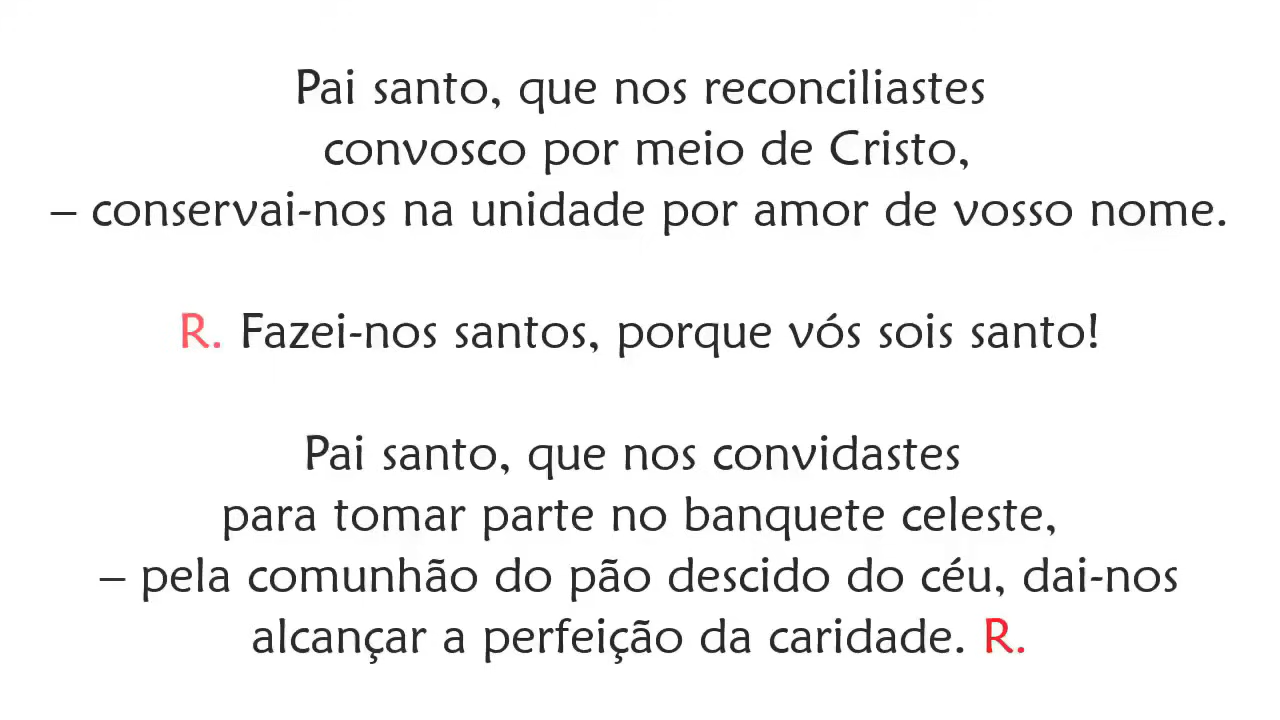 Pai santo, que nos reconciliastes
convosco por meio de Cristo,
– conservai-nos na unidade por amor de vosso nome.
R. Fazei-nos santos, porque vós sois santo!
Pai santo, que nos convidastes
para tomar parte no banquete celeste,
– pela comunhão do pão descido do céu, dai-nos
alcançar a perfeição da caridade. R.